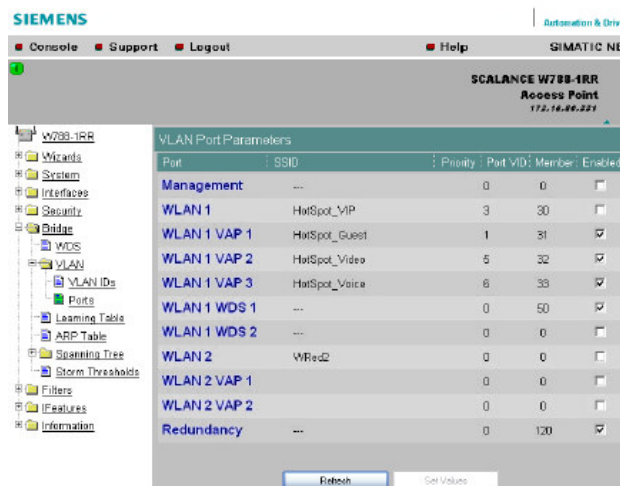 SIEMENS
Automation & Driv
Console Support Logout Help SIMATIC NE
SCALANCE W788-1RR
Access Point
172.16.86.221
W788-1RR
Wizards
System
Interfaces
Security
Bridge
WDS
VLAN
VLAN IDs
Ports
Learning Table
ARP Table
Spanning Tree
Storm Thresholds
Filters
IFeatures
Information
VLAN Port Parameters
Port SSID Priority Port VID Member Enabled
Management --- 0 0
WLAN 1 HotSpot_VIP 3 30
WLAN 1 VAP 1 HotSpot_Guest 1 31
WLAN 1 VAP 2 HotSpot_Video 5 32
WLAN 1 VAP 3 HotSpot_Voice 6 33
WLAN 1 WDS 1 --- 0 50
WLAN 1 WDS 2 --- 0 0
WLAN 2 WRed2 0 0
WLAN 2 VAP 1 0 0
WLAN 2 VAP 2 0 0
Redundancy --- 0 120
Refresh Set Values